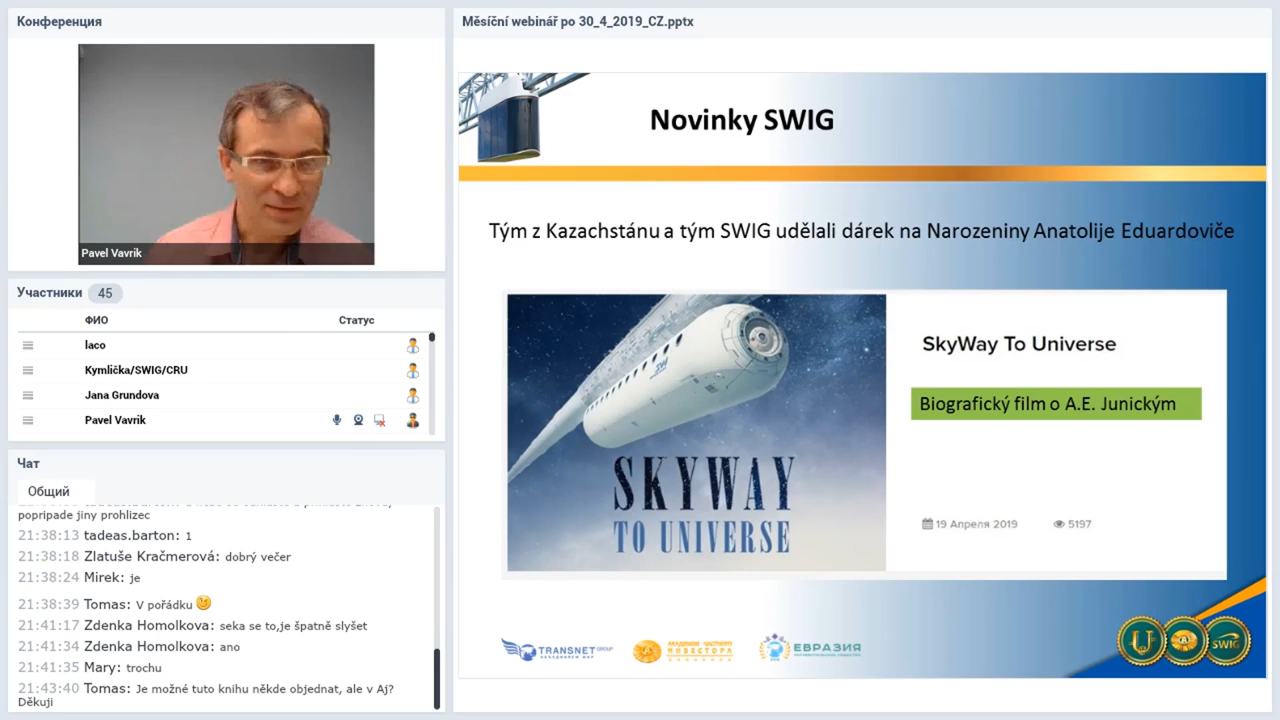 Конференция
Pavel Vavrik
Участники 45
ФИО Статус
laco
Kymlička/SWIG/CRU
Jana Grundova
Pavel Vavrik
Чат
Общий
popripade jiny prohlizec
21:38:13 tadeas.barton: 1
21:38:18 Zlatuše Kračmerová: dobrý večer
21:38:24 Mirek: je
21:38:39 Tomas: V pořádku
21:41:17 Zdenka Homolkova: seka se to,je špatně slyšet
21:41:34 Zdenka Homolkova: ano
21:41:35 Mary: trochu
21:43:40 Tomas: Je možné tuto knihu někde objednat, ale v Aj?
Děkuji
Měsíční webinář po 30_4_2019_CZ.pptx
Novinky SWIG
Tým z Kazachstánu a tým SWIG udělali dárek na Narozeniny Anatolije Eduardoviče
SW
SKYWAY
TO UNIVERSE
SkyWay To Universe
Biografický film o A.E. Junickým
19 Апреля 2019 5197
TRANSNET GROUP
АКАДЕМИЯ ЧАСТНОГО
ИНВЕСТОРА
ЕВРАЗИЯ
U
SWIG